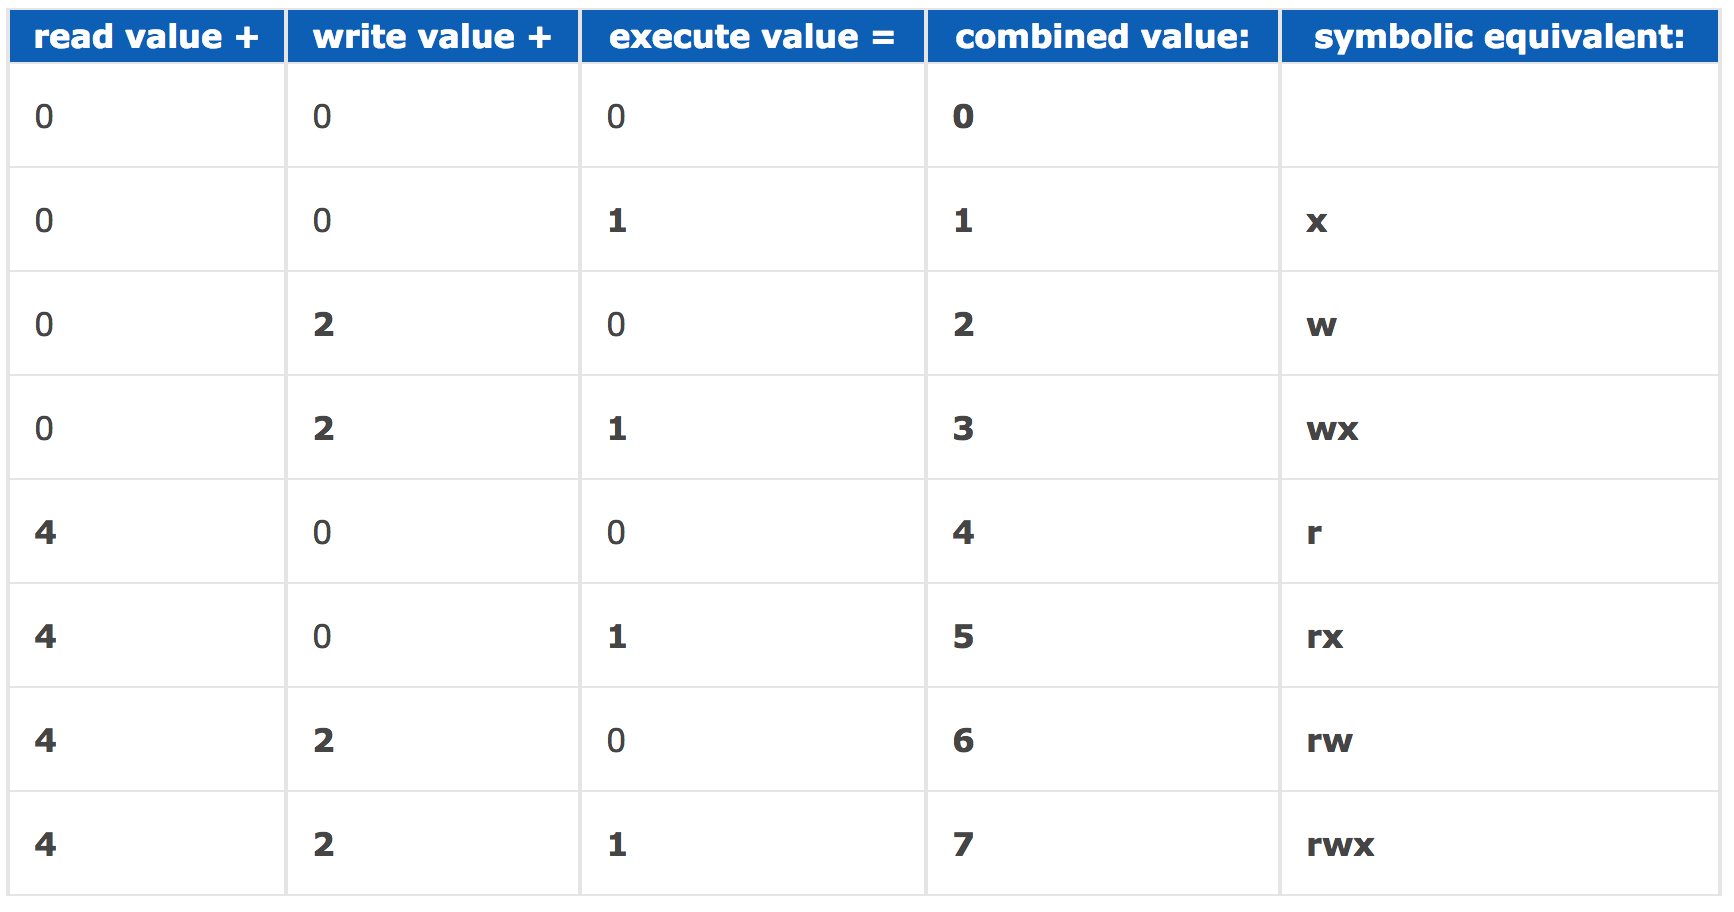 read value + write value + execute value = combined value: symbolic equivalent:
0 0 0 0
0 0 1 1 x
0 2 0 2 w
0 2 1 3 wx
4 0 0 4 r
4 0 1 5 rx
4 2 0 6 rw
4 2 1 7 rwx